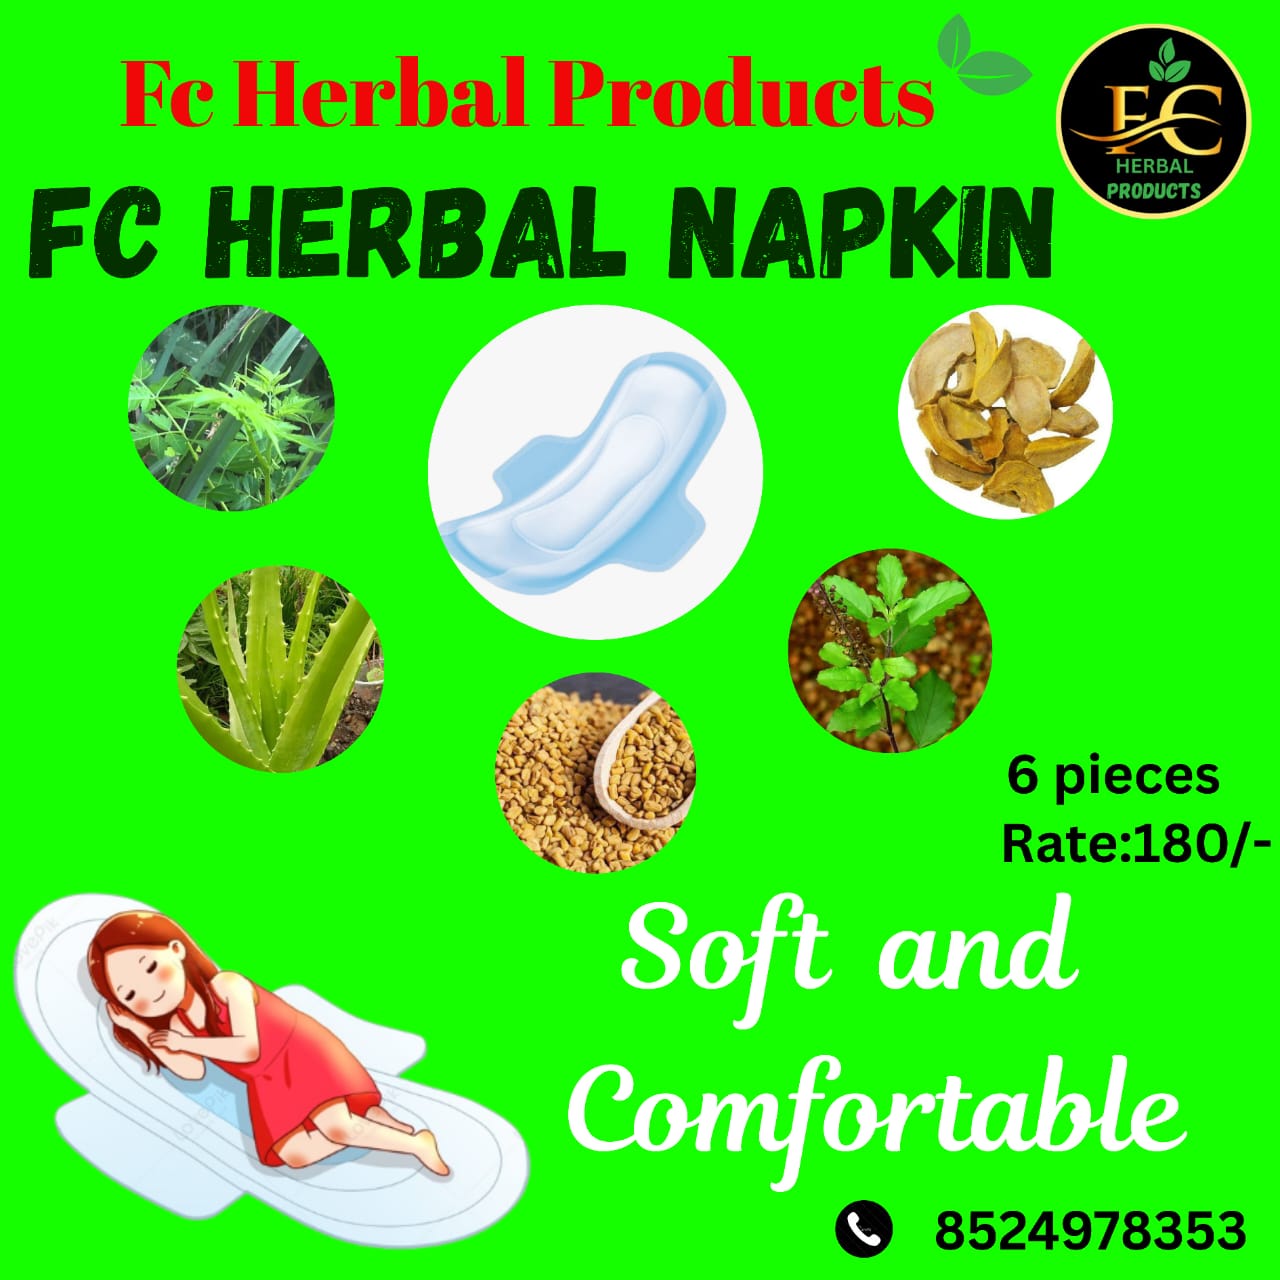 Fc Herbal Products
FC
HERBAL
PRODUCTS
FC HERBAL NAPKIN
6 pieces
Rate:180/-
Soft and
Comfortable
8524978353